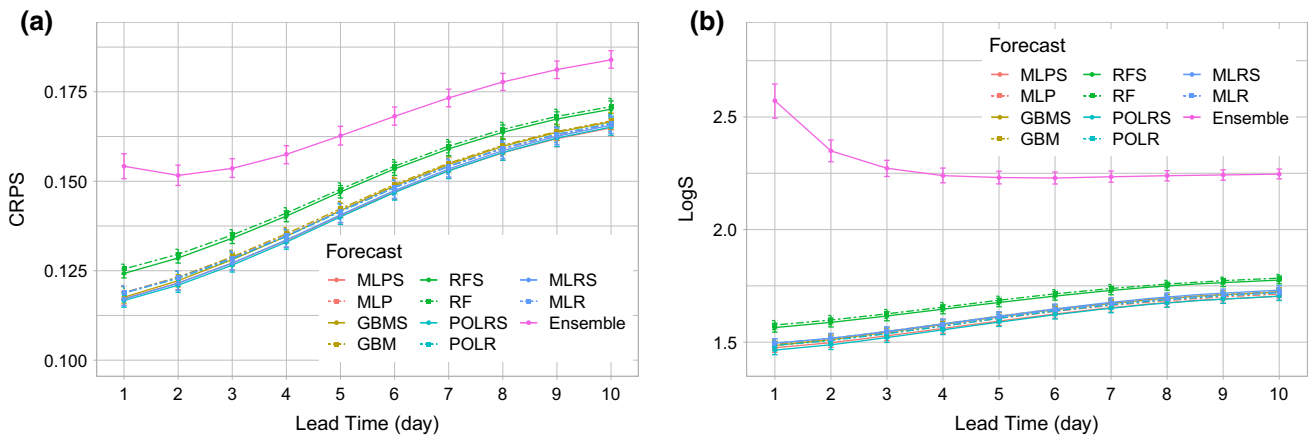 (a)
CRPS
0.175
0.150
0.125
0.100
Forecast
MLPS RFS MLRS
MLP RF MLR
GBMS POLRS Ensemble
GBM POLR
1 2 3 4 5 6 7 8 9 10
Lead Time (day)
(b)
LogS
2.5
2.0
1.5
Forecast
MLPS RFS MLRS
MLP RF MLR
GBMS POLRS Ensemble
GBM POLR
1 2 3 4 5 6 7 8 9 10
Lead Time (day)